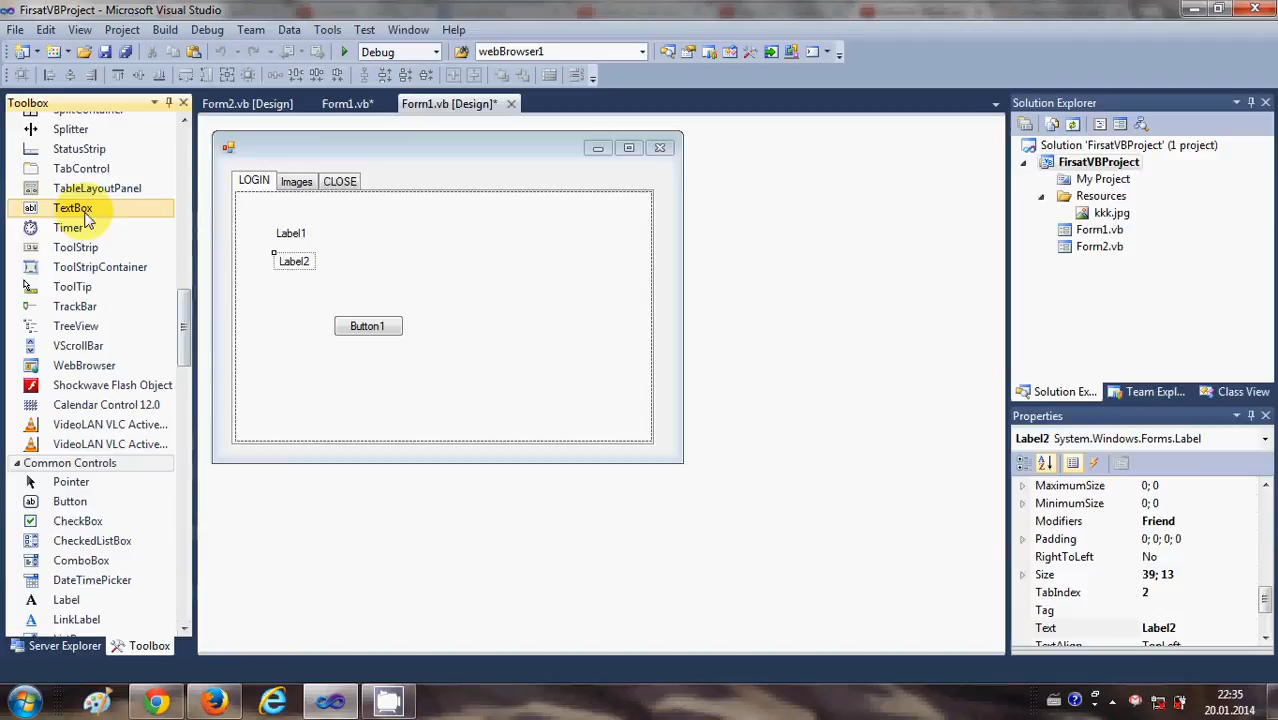 FirsatVBProject - Microsoft Visual Studio
File Edit View Project Build Debug Team Data Tools Test Window Help
Debug webBrowser1
Toolbox
Form2.vb [Design] Form1.vb* Form1.vb [Design]*
Solution Explorer
SplitContainer
Splitter
StatusStrip
TabControl
TableLayoutPanel
TextBox
Timer
ToolStrip
ToolStripContainer
ToolTip
TrackBar
TreeView
VScrollBar
WebBrowser
Shockwave Flash Object
Calendar Control 12.0
VideoLAN VLC Active...
VideoLAN VLC Active...
Common Controls
Pointer
Button
CheckBox
CheckedListBox
ComboBox
DateTimePicker
Label
LinkLabel
Server Explorer Toolbox
LOGIN Images CLOSE
Label1
Label2
Button1
Solution 'FirsatVBProject' (1 project)
FirsatVBProject
My Project
Resources
kkk.jpg
Form1.vb
Form2.vb
Solution Ex... Team Expl... Class View
Properties
Label2 System.Windows.Forms.Label
MaximumSize 0; 0
MinimumSize 0; 0
Modifiers Friend
Padding 0; 0; 0; 0
RightToLeft No
Size 39; 13
TabIndex 2
Tag
Text Label2
TextAlign TopLeft
22:35
20.01.2014